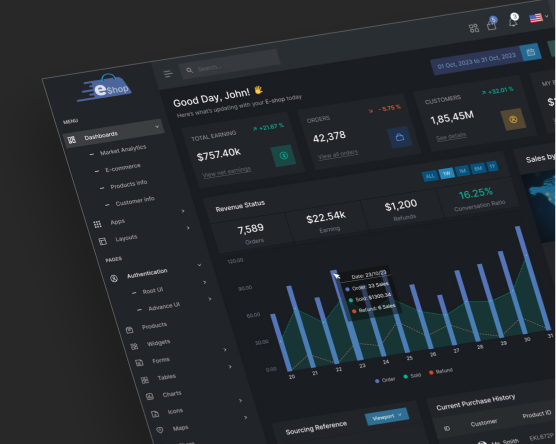 eShop
Search...
01 Oct, 2023 to 31 Oct, 2023
5
MENU
Dashboards
Market Analytics
E-commerce
Products Info
Customer info
Apps
Layouts
PAGES
Authentication
Root UI
Advance UI
Products
Widgets
Forms
Tables
Charts
Icons
Maps
Good Day, John! 👋
Here's what's updating with your E-shop today
TOTAL EARNING
+21.67 %
$757.40k
View net earnings
ORDERS
- 5.75 %
42,378
View all orders
CUSTOMERS
+32.01 %
1,85,45M
See details
MY B
Revenue Status
ALL 1W 1M 6M 1Y
7,589
Orders
$22.54k
Earning
$1,200
Refunds
16.25%
Conversation Ratio
Sales by
120.00
90.00
60.00
30.00
0.00
Date: 23/10/23
Order: 33 Sales
Sold: $1900.34
Refund: 6 Sales
20 21 22 23 24 25 26 27 28 29 30 31
Order Sold Refund
Sourcing Reference
Viewport
Current Purchase History
ID Customer Product ID
Mr. Smith